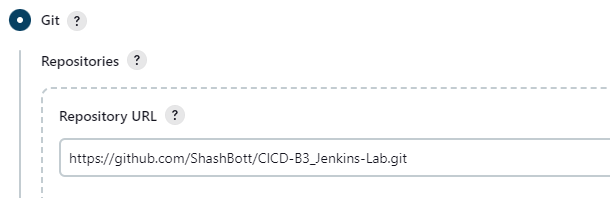 Git ?
Repositories ?
Repository URL ?
https://github.com/ShashBott/CICD-B3_Jenkins-Lab.git